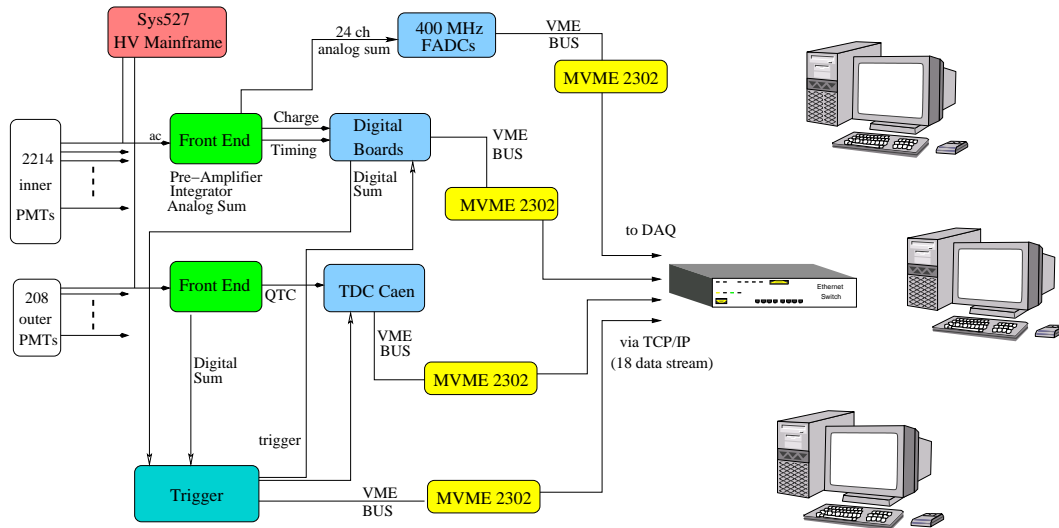 Sys527
HV Mainframe
24 ch
analog sum
400 MHz
FADCs
VME
BUS
MVME 2302
2214
inner
PMTs
ac
Front End
Pre−Amplifier
Integrator
Analog Sum
Charge
Timing
Digital
Boards
Digital
Sum
VME
BUS
MVME 2302
to DAQ
208
outer
PMTs
Front End
QTC
TDC Caen
Digital
Sum
VME
BUS
MVME 2302
Ethernet
Switch
via TCP/IP
(18 data stream)
trigger
Trigger
VME
BUS
MVME 2302